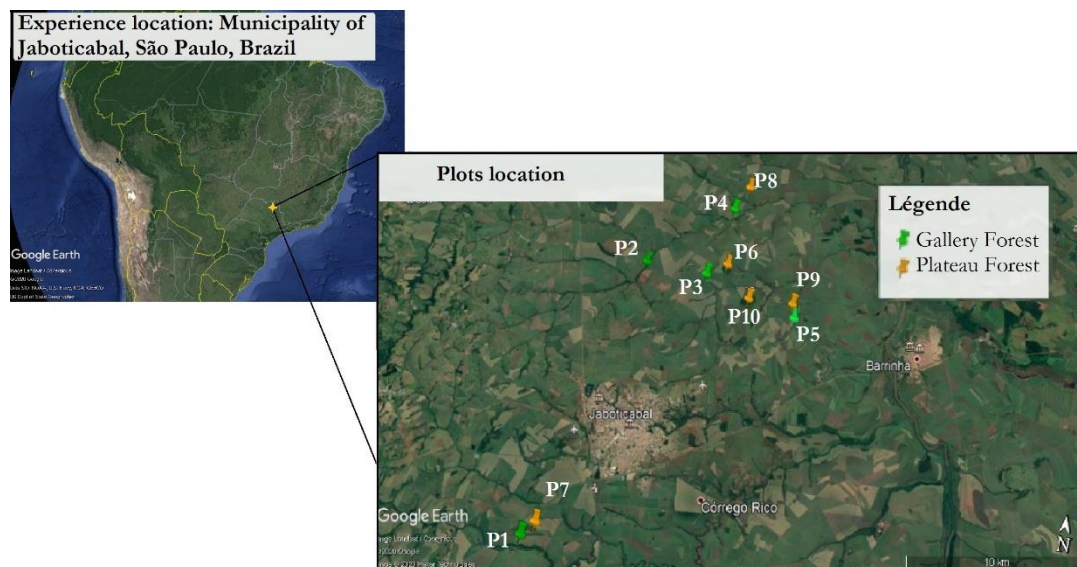 Experience location: Municipality of
Jaboticabal, São Paulo, Brazil
Google Earth
Plots location
P8
P4
Légende
Gallery Forest
Plateau Forest
P2
P6
P3
P9
P10
P5
Barrinha
Jaboticabal
Córrego Rico
P7
P1
Google Earth
N
10 km